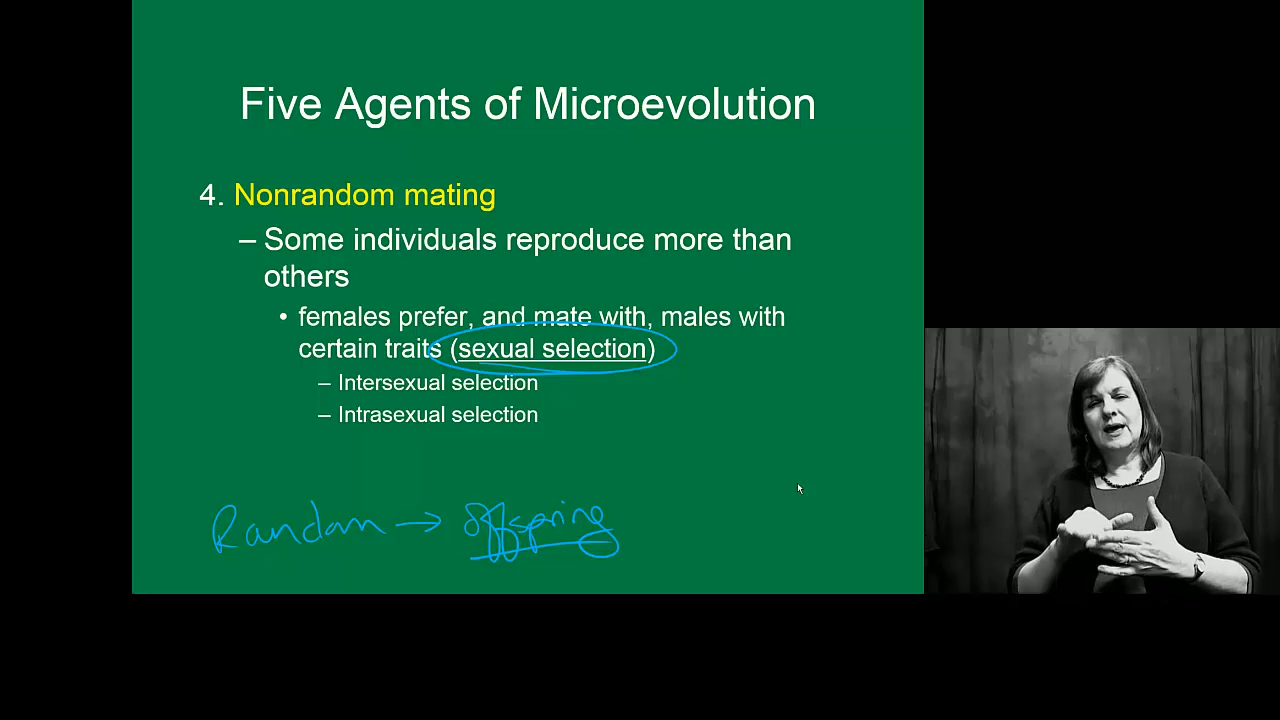 Five Agents of Microevolution
4. Nonrandom mating
– Some individuals reproduce more than
others
• females prefer, and mate with, males with
certain traits (sexual selection)
– Intersexual selection
– Intrasexual selection
Random → offspring